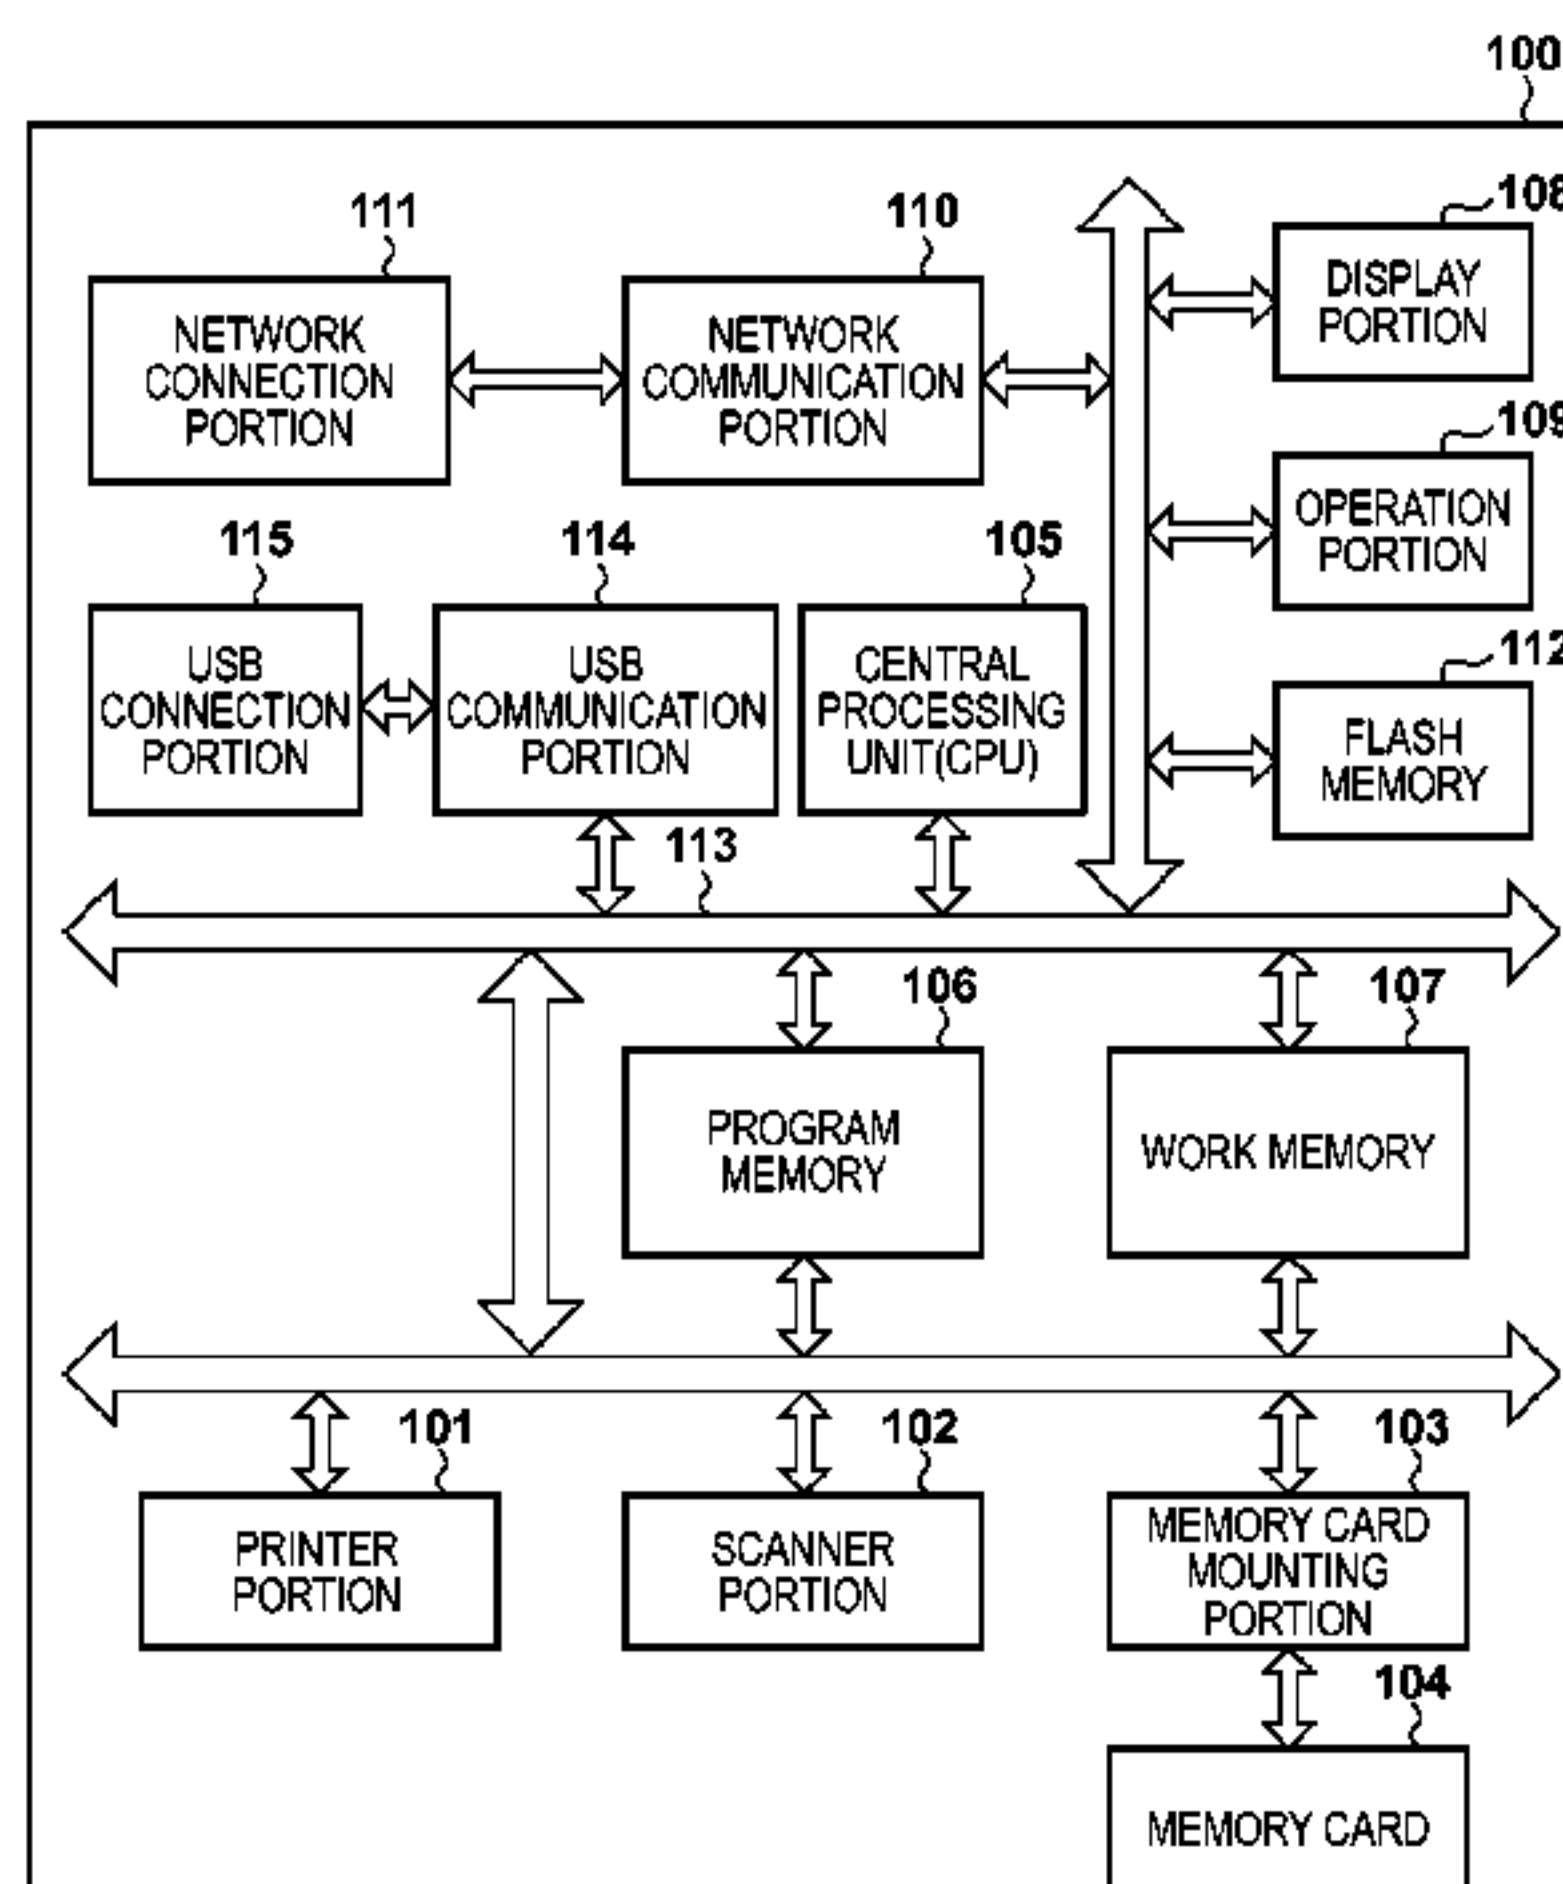 100
111
110
108
NETWORK
CONNECTION
PORTION
NETWORK
COMMUNICATION
PORTION
DISPLAY
PORTION
109
OPERATION
PORTION
115
114
105
USB
CONNECTION
PORTION
USB
COMMUNICATION
PORTION
CENTRAL
PROCESSING
UNIT(CPU)
112
FLASH
MEMORY
113
106
107
PROGRAM
MEMORY
WORK MEMORY
101
102
103
PRINTER
PORTION
SCANNER
PORTION
MEMORY CARD
MOUNTING
PORTION
104
MEMORY CARD